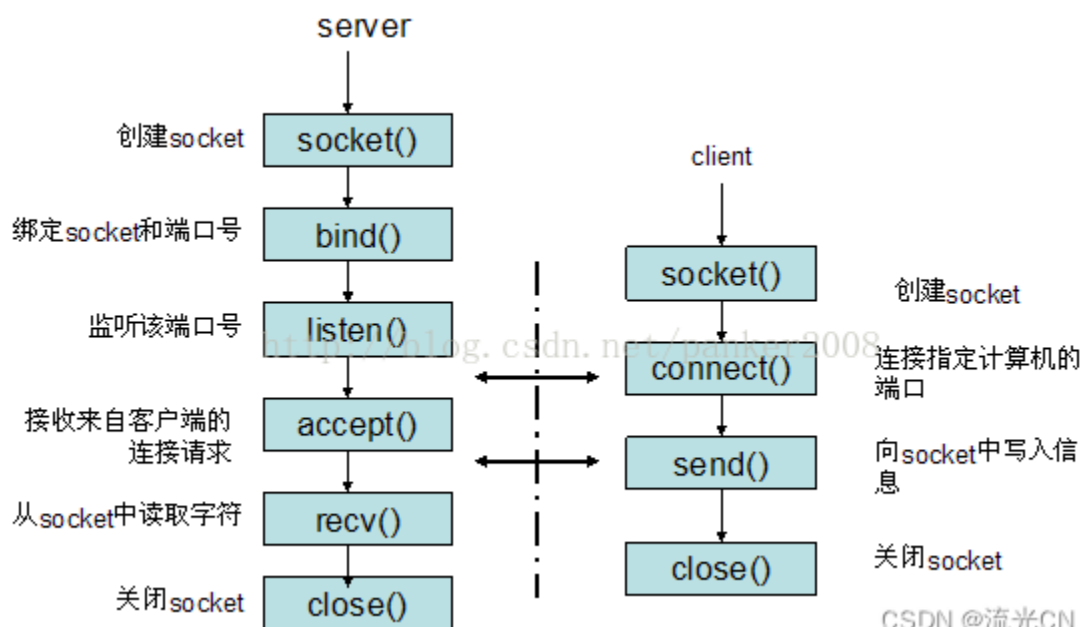 server
创建socket
socket()
绑定socket和端口号
bind()
监听该端口号
listen()
接收来自客户端的
连接请求
accept()
从socket中读取字符
recv()
关闭socket
close()
client
socket()
创建socket
connect()
连接指定计算机的
端口
send()
向socket中写入信
息
close()
关闭socket
http://blog.csdn.net/panker2008
CSDN @流光CN